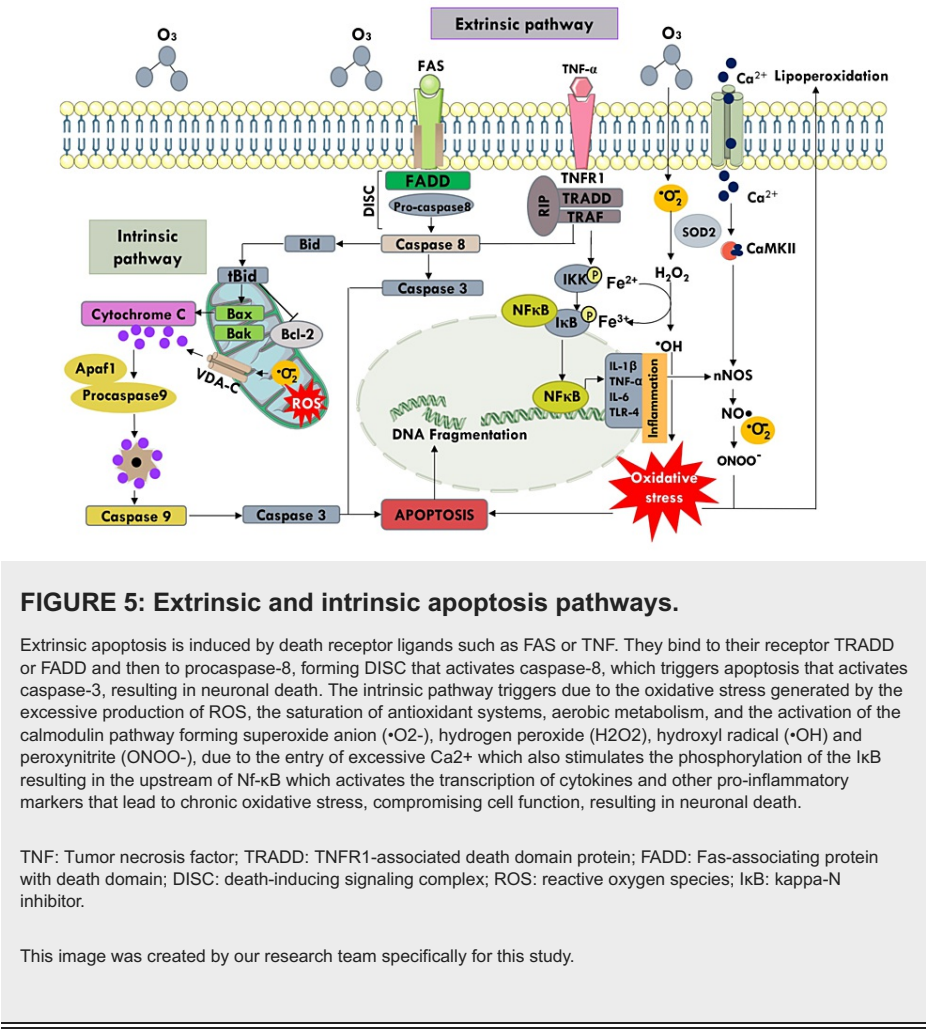 Extrinsic pathway
O3
O3
O3
FAS
TNF-α
Ca2+
Lipoperoxidation
FADD
DISC
Pro-caspase8
TNFR1
RIP
TRADD
TRAF
•O2-
Ca2+
SOD2
CaMKII
Intrinsic
pathway
Bid
Caspase 8
tBid
Caspase 3
IKK
P
Fe2+
H2O2
Cytochrome C
Bax
Bak
Bcl-2
NFκB
IκB
P
Fe3+
•OH
VDA-C
•O2-
ROS
Apaf1
Procaspase9
IL-1β
TNF-α
IL-6
TLR-4
Inflammation
nNOS
NFκB
DNA Fragmentation
NO•
•O2-
ONOO-
Oxidative
stress
Caspase 9
Caspase 3
APOPTOSIS
FIGURE 5: Extrinsic and intrinsic apoptosis pathways.
Extrinsic apoptosis is induced by death receptor ligands such as FAS or TNF. They bind to their receptor TRADD
or FADD and then to procaspase-8, forming DISC that activates caspase-8, which triggers apoptosis that activates
caspase-3, resulting in neuronal death. The intrinsic pathway triggers due to the oxidative stress generated by the
excessive production of ROS, the saturation of antioxidant systems, aerobic metabolism, and the activation of the
calmodulin pathway forming superoxide anion (•O2-), hydrogen peroxide (H2O2), hydroxyl radical (•OH) and
peroxynitrite (ONOO-), due to the entry of excessive Ca2+ which also stimulates the phosphorylation of the IκB
resulting in the upstream of Nf-κB which activates the transcription of cytokines and other pro-inflammatory
markers that lead to chronic oxidative stress, compromising cell function, resulting in neuronal death.
TNF: Tumor necrosis factor; TRADD: TNFR1-associated death domain protein; FADD: Fas-associating protein
with death domain; DISC: death-inducing signaling complex; ROS: reactive oxygen species; IκB: kappa-N
inhibitor.
This image was created by our research team specifically for this study.